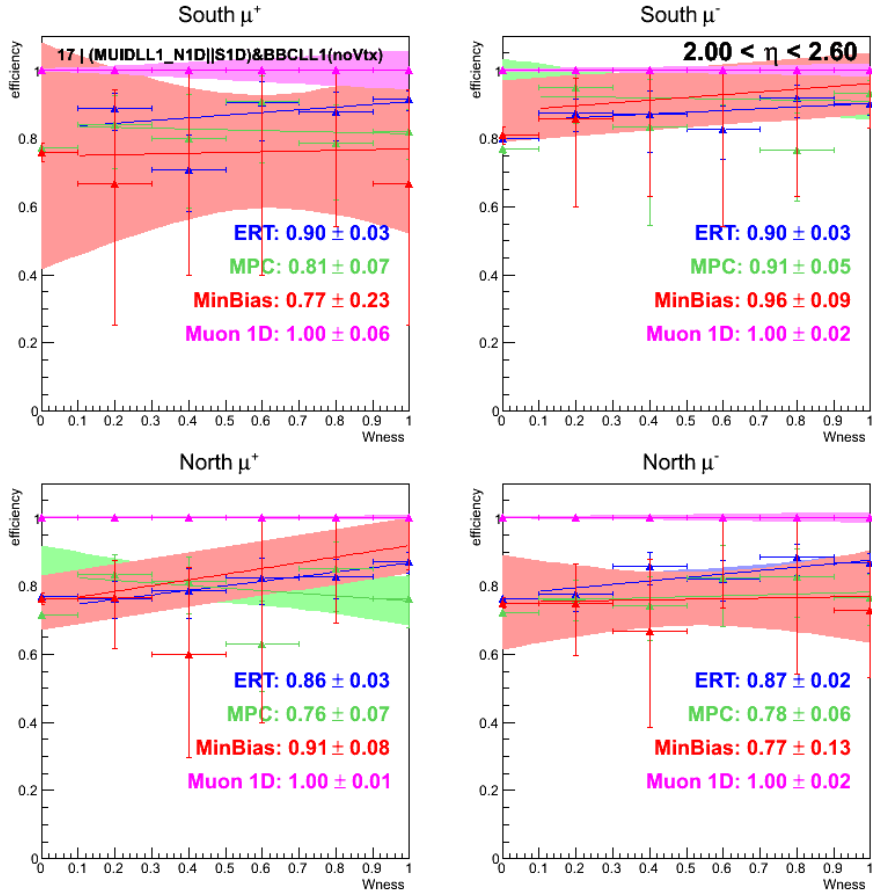 South μ⁺
17 | (MUIDLL1_N1D||S1D)&BBCLL1(noVtx)
efficiency
1
0.8
0.6
0.4
0.2
0
ERT: 0.90 ± 0.03
MPC: 0.81 ± 0.07
MinBias: 0.77 ± 0.23
Muon 1D: 1.00 ± 0.06
0 0.1 0.2 0.3 0.4 0.5 0.6 0.7 0.8 0.9 1
Wness
South μ⁻
2.00 < η < 2.60
efficiency
1
0.8
0.6
0.4
0.2
0
ERT: 0.90 ± 0.03
MPC: 0.91 ± 0.05
MinBias: 0.96 ± 0.09
Muon 1D: 1.00 ± 0.02
0 0.1 0.2 0.3 0.4 0.5 0.6 0.7 0.8 0.9 1
Wness
North μ⁺
efficiency
1
0.8
0.6
0.4
0.2
0
ERT: 0.86 ± 0.03
MPC: 0.76 ± 0.07
MinBias: 0.91 ± 0.08
Muon 1D: 1.00 ± 0.01
0 0.1 0.2 0.3 0.4 0.5 0.6 0.7 0.8 0.9 1
Wness
North μ⁻
efficiency
1
0.8
0.6
0.4
0.2
0
ERT: 0.87 ± 0.02
MPC: 0.78 ± 0.06
MinBias: 0.77 ± 0.13
Muon 1D: 1.00 ± 0.02
0 0.1 0.2 0.3 0.4 0.5 0.6 0.7 0.8 0.9 1
Wness